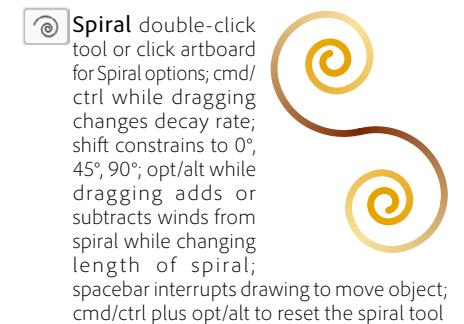 Spiral double-click
tool or click artboard
for Spiral options; cmd/
ctrl while dragging
changes decay rate;
shift constrains to 0°,
45°, 90°; opt/alt while
dragging adds or
subtracts winds from
spiral while changing
length of spiral;
spacebar interrupts drawing to move object;
cmd/ctrl plus opt/alt to reset the spiral tool